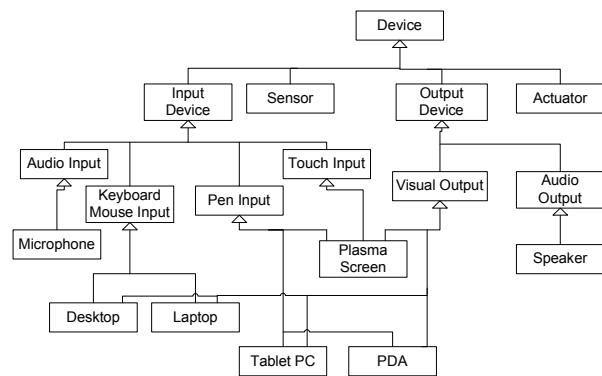 Device
Input
Device
Sensor
Output
Device
Actuator
Audio Input
Keyboard
Mouse Input
Pen Input
Touch Input
Visual Output
Audio
Output
Microphone
Plasma
Screen
Speaker
Desktop
Laptop
Tablet PC
PDA